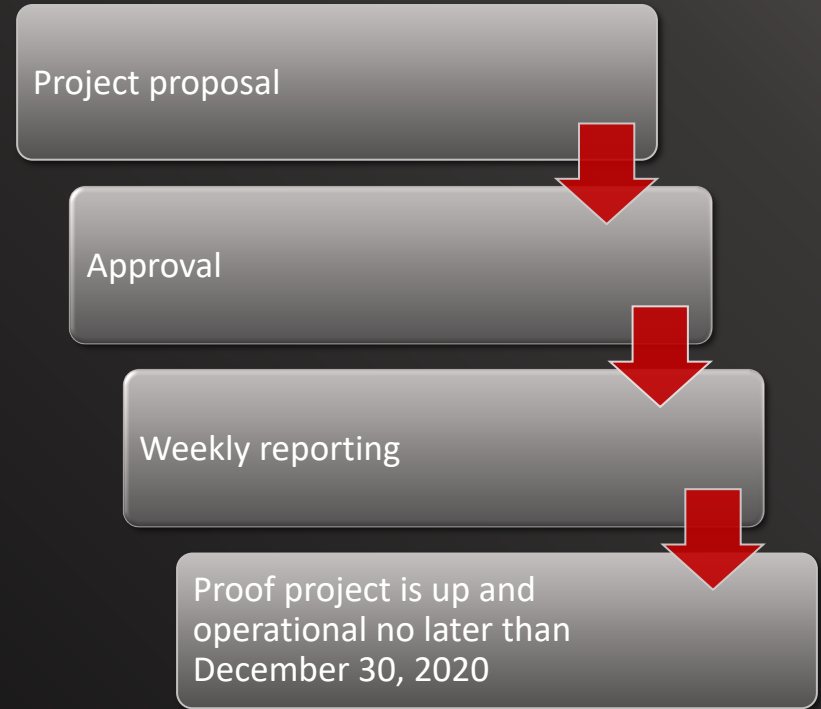 Project proposal
Approval
Weekly reporting
Proof project is up and
operational no later than
December 30, 2020